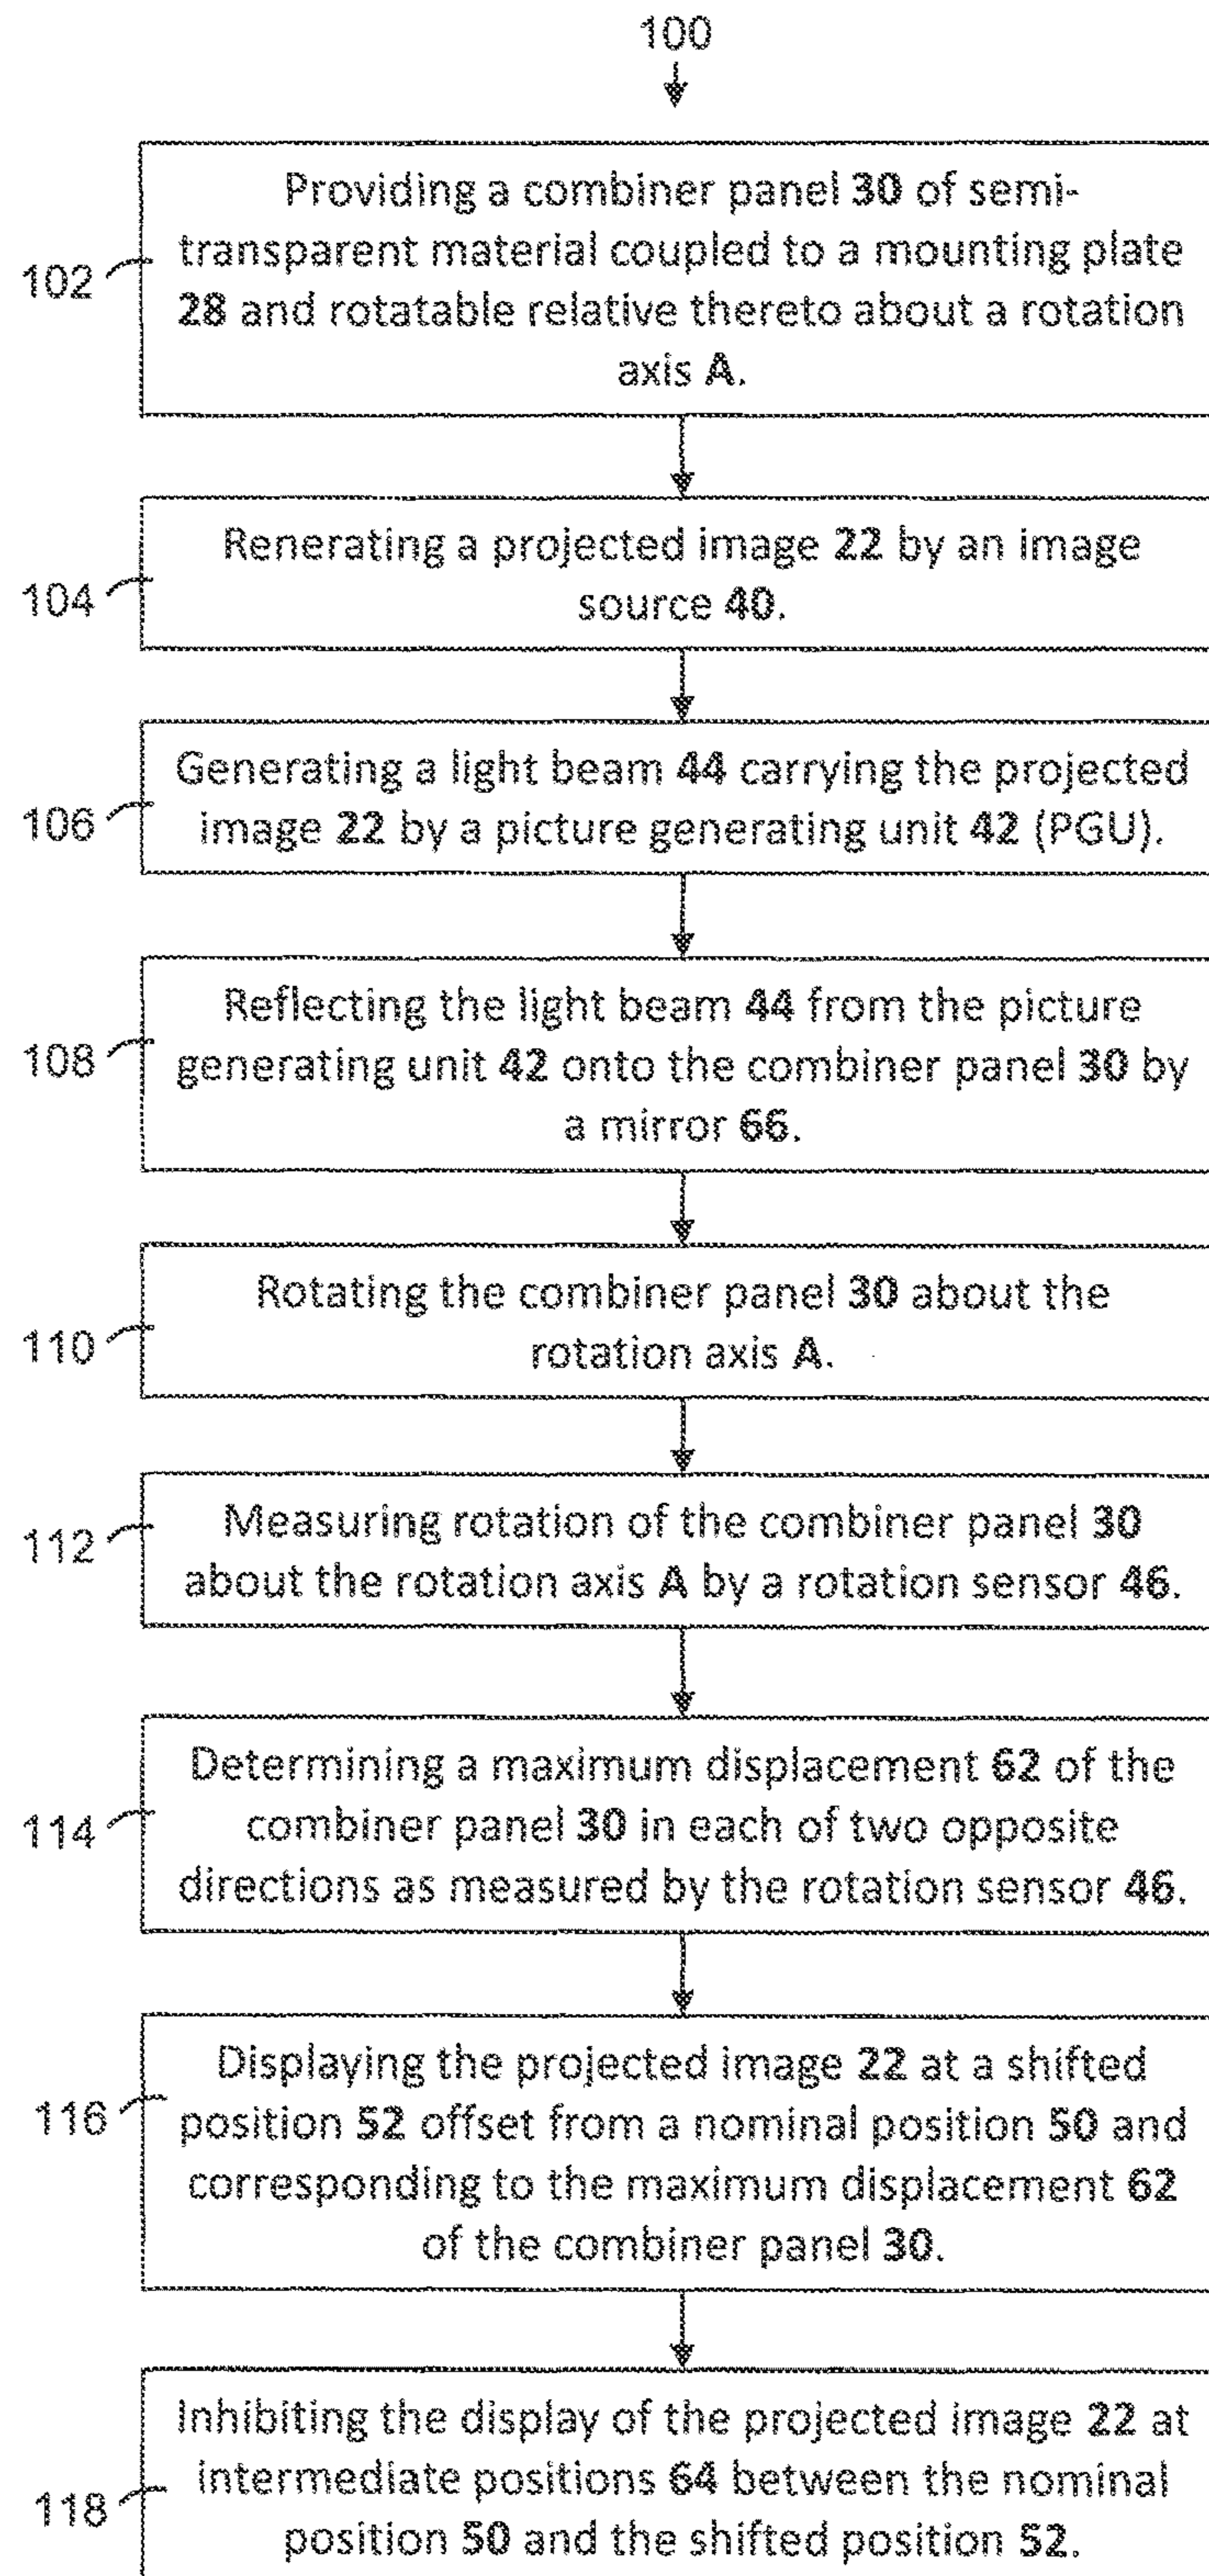 100
Providing a combiner panel 30 of semi-
transparent material coupled to a mounting plate
28 and rotatable relative thereto about a rotation
axis A.
102
Renerating a projected image 22 by an image
source 40.
104
Generating a light beam 44 carrying the projected
image 22 by a picture generating unit 42 (PGU).
106
Reflecting the light beam 44 from the picture
generating unit 42 onto the combiner panel 30 by
a mirror 66.
108
Rotating the combiner panel 30 about the
rotation axis A.
110
Measuring rotation of the combiner panel 30
about the rotation axis A by a rotation sensor 46.
112
Determining a maximum displacement 62 of the
combiner panel 30 in each of two opposite
directions as measured by the rotation sensor 46.
114
Displaying the projected image 22 at a shifted
position 52 offset from a nominal position 50 and
corresponding to the maximum displacement 62
of the combiner panel 30.
116
Inhibiting the display of the projected image 22 at
intermediate positions 64 between the nominal
position 50 and the shifted position 52.
118